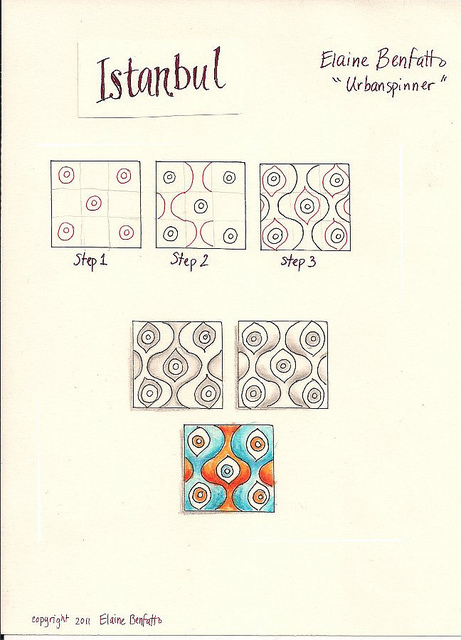 Istanbul
Elaine Benfatto
"Urbanspinner"
Step 1
Step 2
Step 3
copyright 2011 Elaine Benfatto